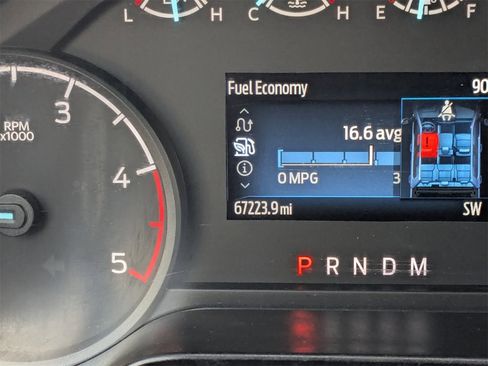 L H C H E F
Fuel Economy 90
3
RPM
x1000
16.6 avg
4
0 MPG 3
67223.9 mi SW
5
P R N D M